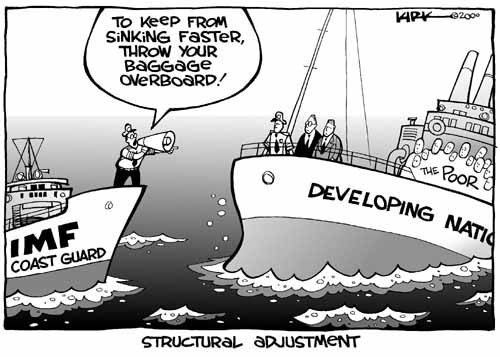 TO KEEP FROM
SINKING FASTER,
THROW YOUR
BAGGAGE
OVERBOARD!
KIRK ©2000
THE POOR
DEVELOPING NATIO
IMF
COAST GUARD
STRUCTURAL ADJUSTMENT